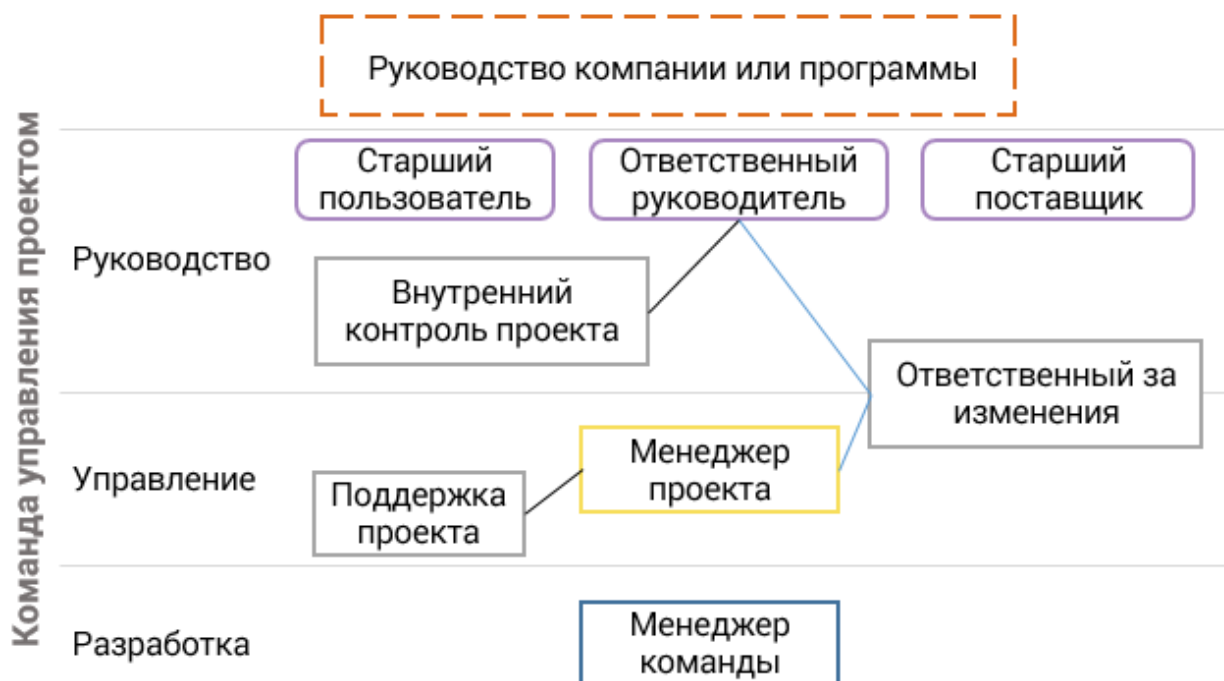 Команда управления проектом
Руководство компании или программы
Старший
пользователь
Ответственный
руководитель
Старший
поставщик
Руководство
Внутренний
контроль проекта
Ответственный за
изменения
Управление
Менеджер
проекта
Поддержка
проекта
Разработка
Менеджер
команды